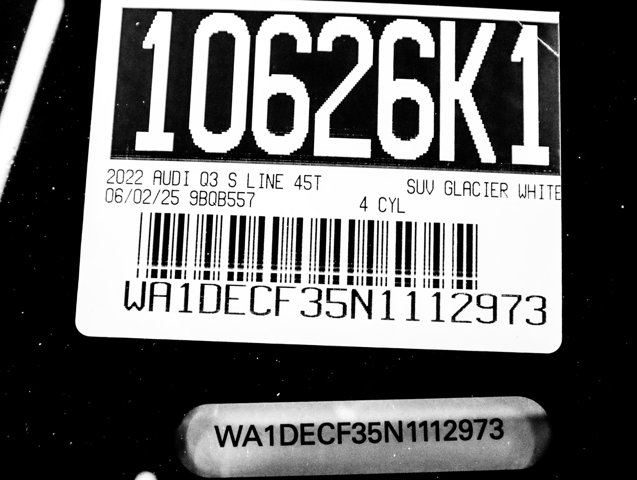 10626K1
2022 AUDI Q3 S LINE 45T SUV GLACIER WHITE
06/02/25 9BQB557 4 CYL
WA1DECF35N1112973
WA1DECF35N1112973